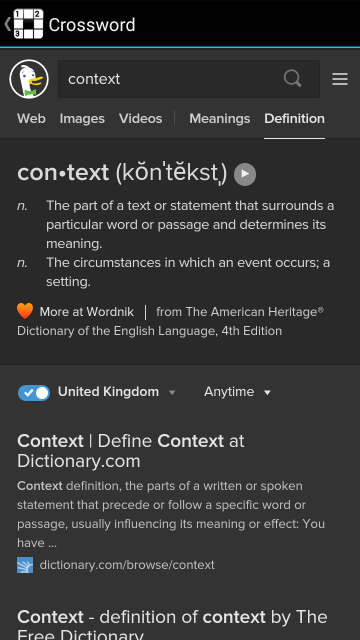 1 2
3
Crossword
context
Web Images Videos Meanings Definition
con•text (kŏn'tĕkst‚)
n. The part of a text or statement that surrounds a
particular word or passage and determines its
meaning.
n. The circumstances in which an event occurs; a
setting.
More at Wordnik | from The American Heritage®
Dictionary of the English Language, 4th Edition
United Kingdom Anytime
Context | Define Context at
Dictionary.com
Context definition, the parts of a written or spoken
statement that precede or follow a specific word or
passage, usually influencing its meaning or effect: You
have ...
dictionary.com/browse/context
Context - definition of context by The
Free Dictionary